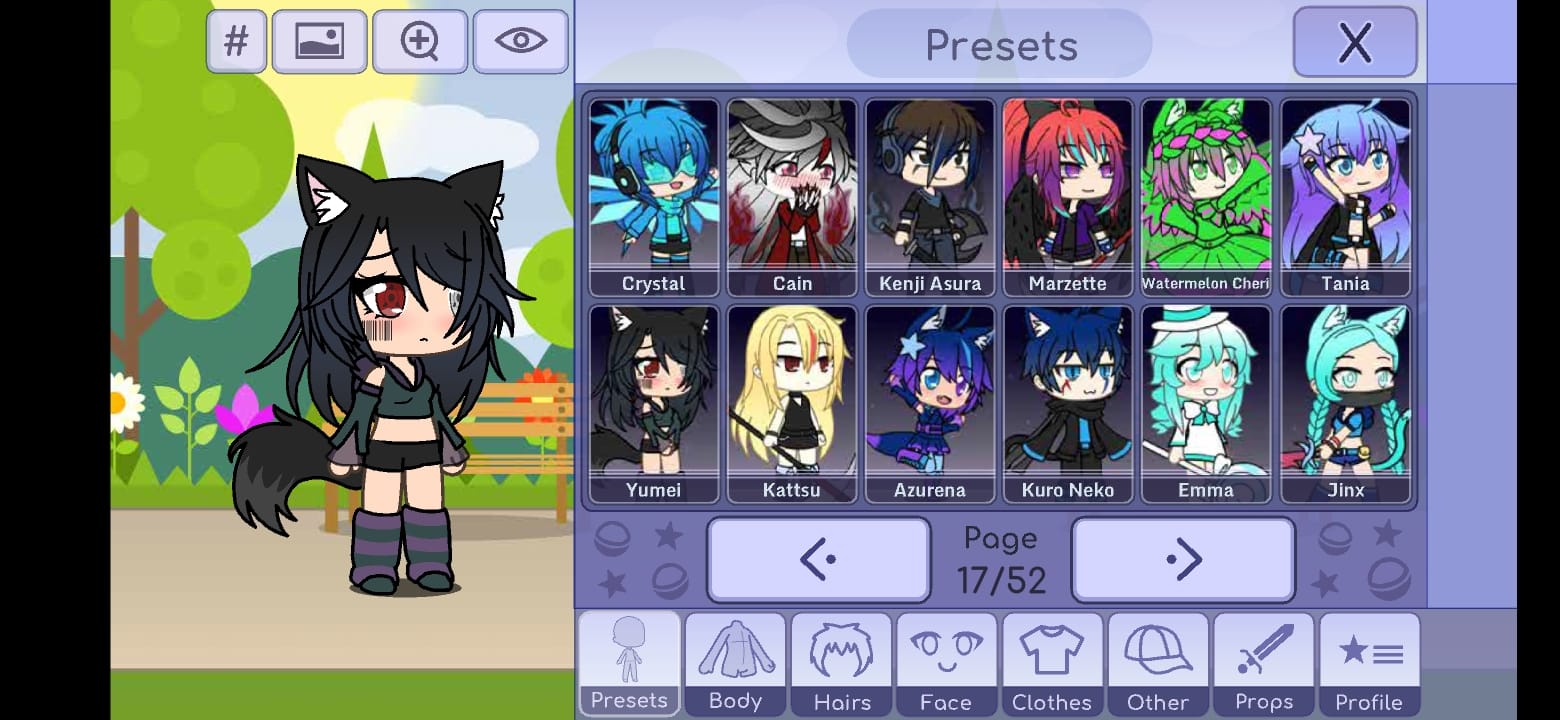 #
Presets
X
Crystal
Cain
Kenji Asura
Marzette
Watermelon Cheri
Tania
Yumei
Kattsu
Azurena
Kuro Neko
Emma
Jinx
Page
17/52
Presets
Body
Hairs
Face
Clothes
Other
Props
Profile